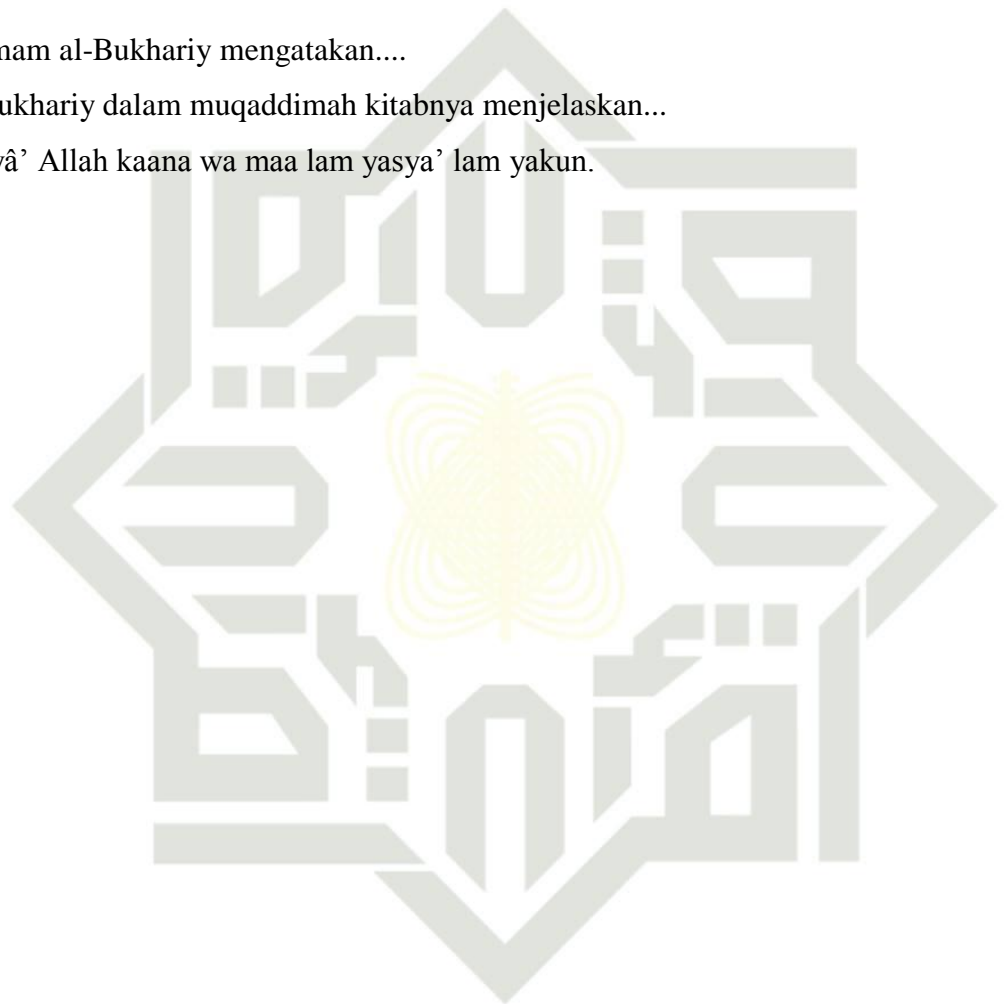 mam al-Bukhariy mengatakan....
ukhariy dalam muqaddimah kitabnya menjelaskan...
yâ’ Allah kaana wa maa lam yasya’ lam yakun.